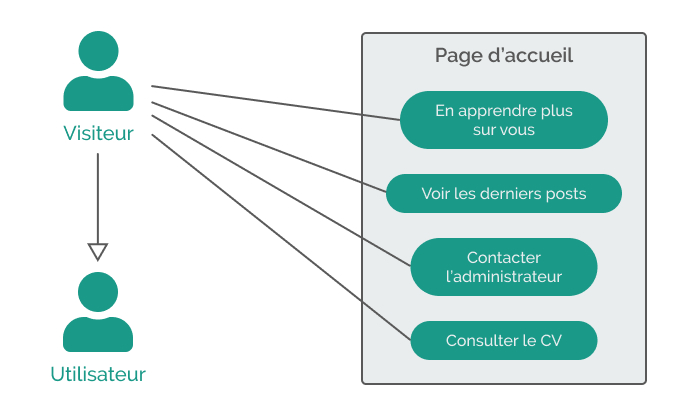 Page d'accueil
Visiteur
En apprendre plus
sur vous
Voir les derniers posts
Contacter
l'administrateur
Consulter le CV
Utilisateur